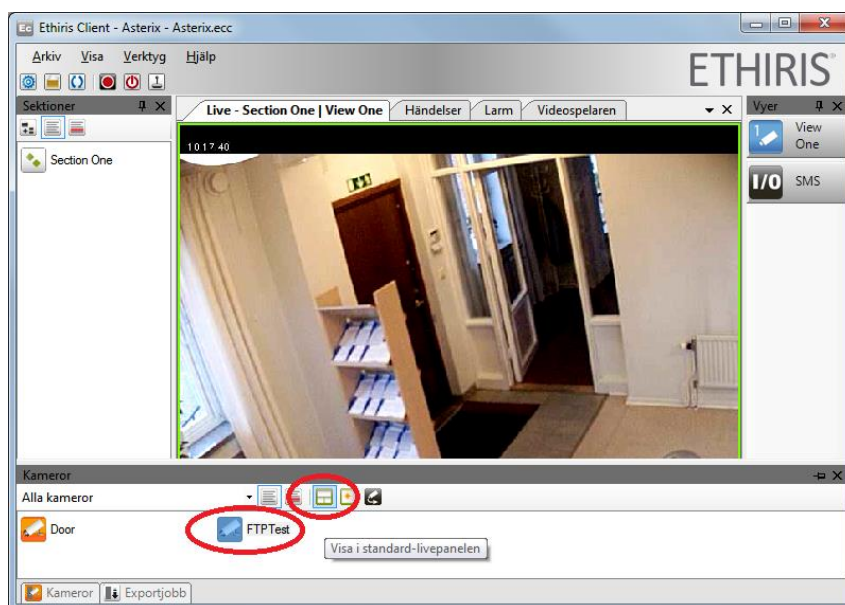 Ec Ethiris Client - Asterix - Asterix.ecc
Arkiv Visa Verktyg Hjälp
ETHIRIS
Sektioner
Live - Section One | View One Händelser Larm Videospelaren
Vyer
Section One
10 17 40
1 View One
I/O SMS
Kameror
Alla kameror
Door
FTPTest
Visa i standard-livepanelen
Kameror Exportjobb